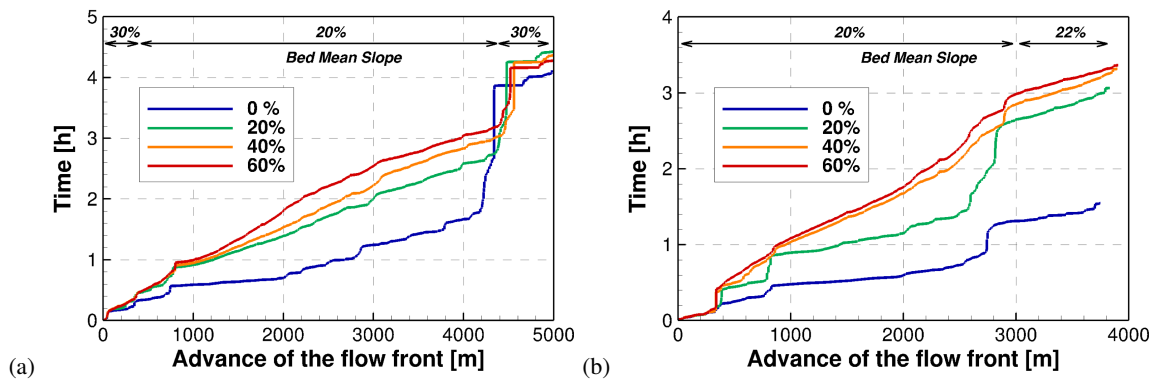 30% 20% 30%
Bed Mean Slope
5
4
3
2
1
0
Time [h]
0 %
20%
40%
60%
0 1000 2000 3000 4000 5000
Advance of the flow front [m]
(a)
20% 22%
Bed Mean Slope
4
3
2
1
0
Time [h]
0 %
20%
40%
60%
0 1000 2000 3000 4000
Advance of the flow front [m]
(b)